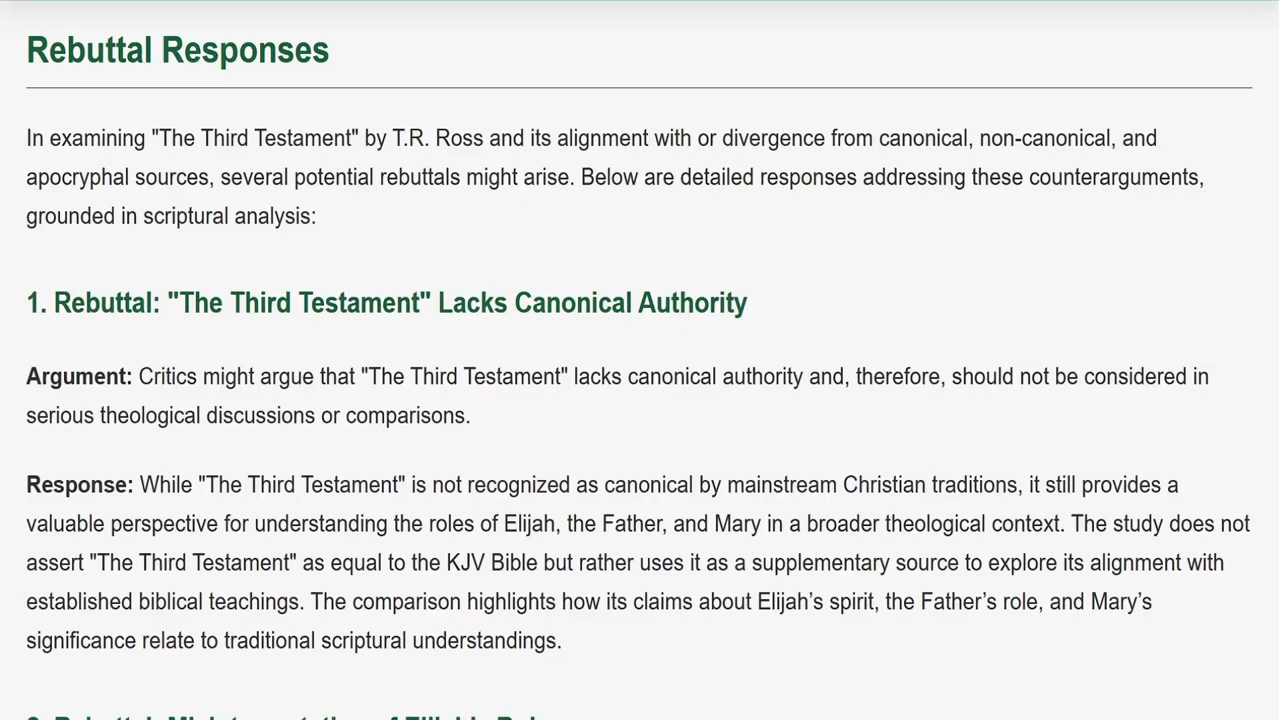 Rebuttal Responses
In examining "The Third Testament" by T.R. Ross and its alignment with or divergence from canonical, non-canonical, and
apocryphal sources, several potential rebuttals might arise. Below are detailed responses addressing these counterarguments,
grounded in scriptural analysis:
1. Rebuttal: "The Third Testament" Lacks Canonical Authority
Argument: Critics might argue that "The Third Testament" lacks canonical authority and, therefore, should not be considered in
serious theological discussions or comparisons.
Response: While "The Third Testament" is not recognized as canonical by mainstream Christian traditions, it still provides a
valuable perspective for understanding the roles of Elijah, the Father, and Mary in a broader theological context. The study does not
assert "The Third Testament" as equal to the KJV Bible but rather uses it as a supplementary source to explore its alignment with
established biblical teachings. The comparison highlights how its claims about Elijah’s spirit, the Father’s role, and Mary’s
significance relate to traditional scriptural understandings.